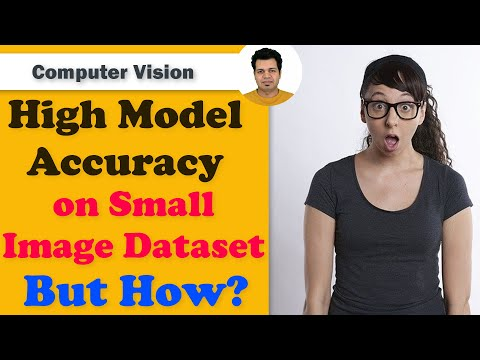 Computer Vision
High Model
Accuracy
on Small
Image Dataset
But How?